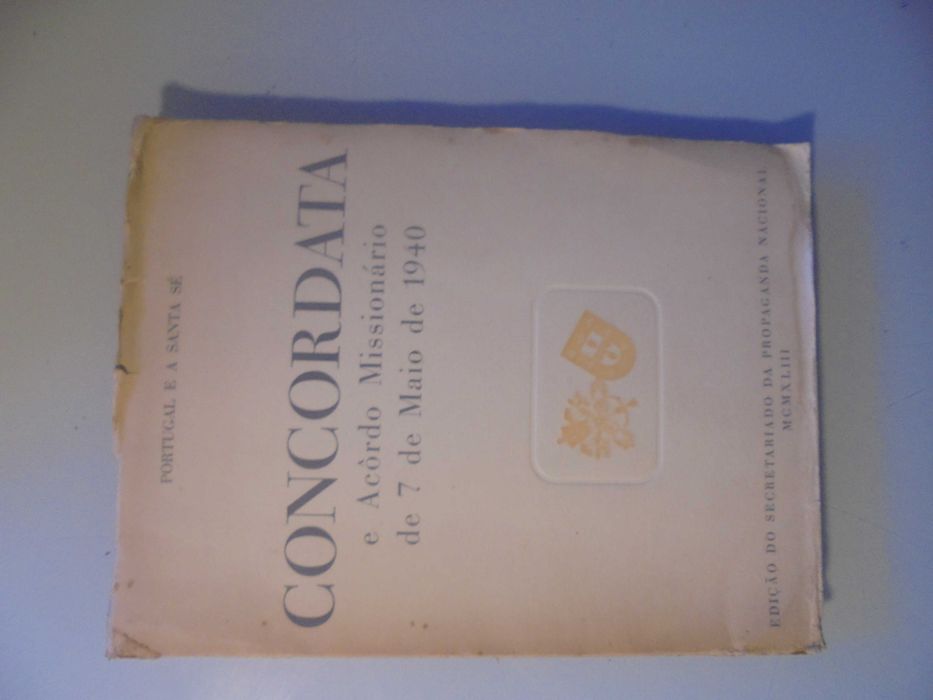 PORTUGAL E A SANTA SÉ
CONCORDATA
e Acôrdo Missionário
de 7 de Maio de 1940
EDIÇÃO DO SECRETARIADO DA PROPAGANDA NACIONAL
MCMXLIII